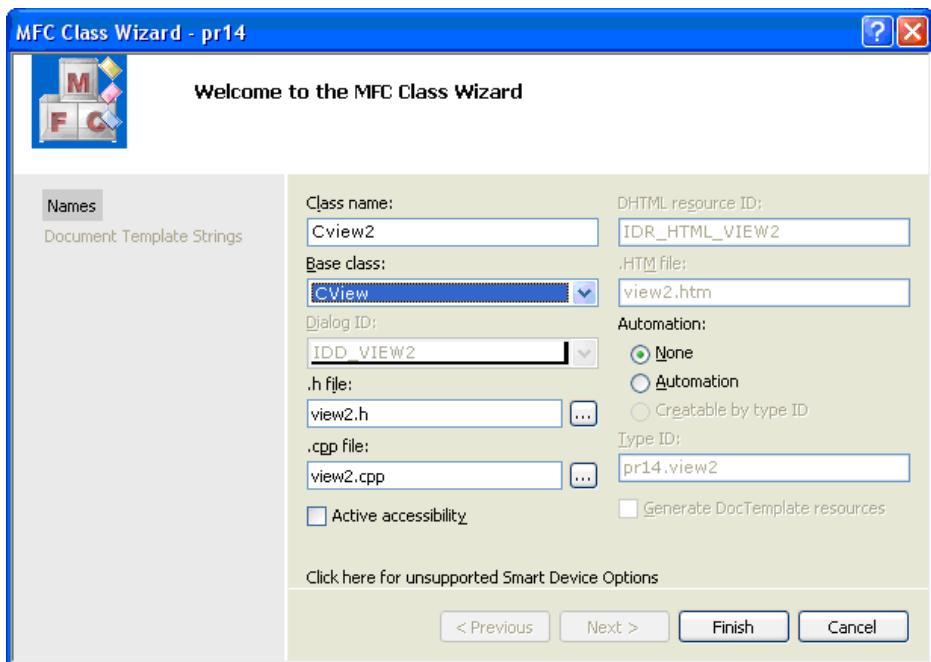 MFC Class Wizard - pr14
M
F C
Welcome to the MFC Class Wizard
Names
Document Template Strings
Class name:
Cview2
Base class:
CView
Dialog ID:
IDD_VIEW2
.h file:
view2.h
...
.cpp file:
view2.cpp
...
Active accessibility
DHTML resource ID:
IDR_HTML_VIEW2
.HTM file:
view2.htm
Automation:
None
Automation
Creatable by type ID
Type ID:
pr14.view2
Generate DocTemplate resources
Click here for unsupported Smart Device Options
< Previous
Next >
Finish
Cancel